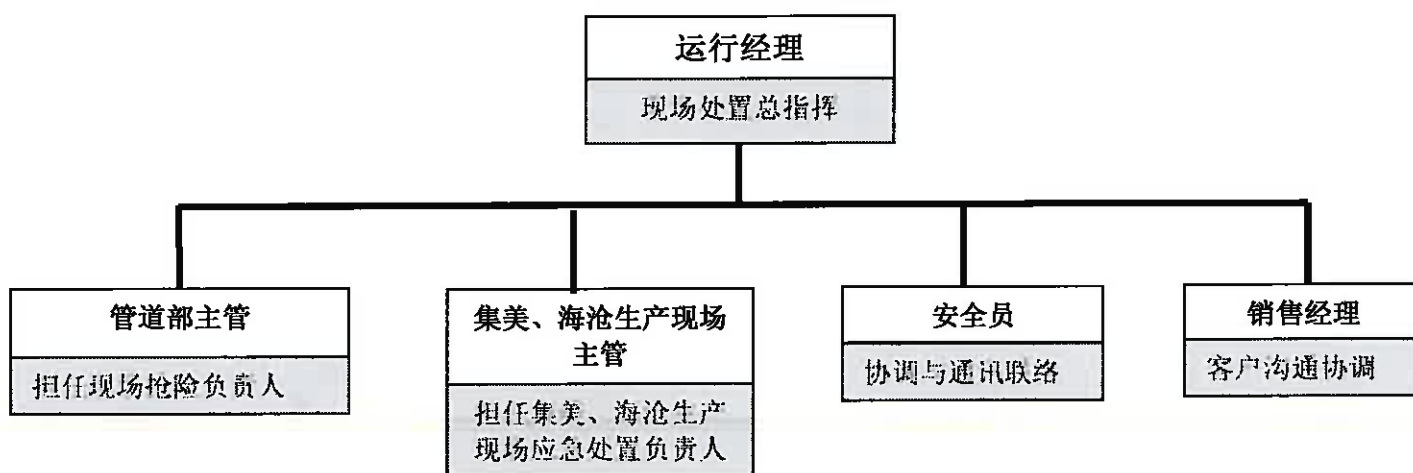 运行经理
现场处置总指挥
管道部主管
担任现场抢险负责人
集美、海沧生产现场
主管
担任集美、海沧生产
现场应急处置负责人
安全员
协调与通讯联络
销售经理
客户沟通协调